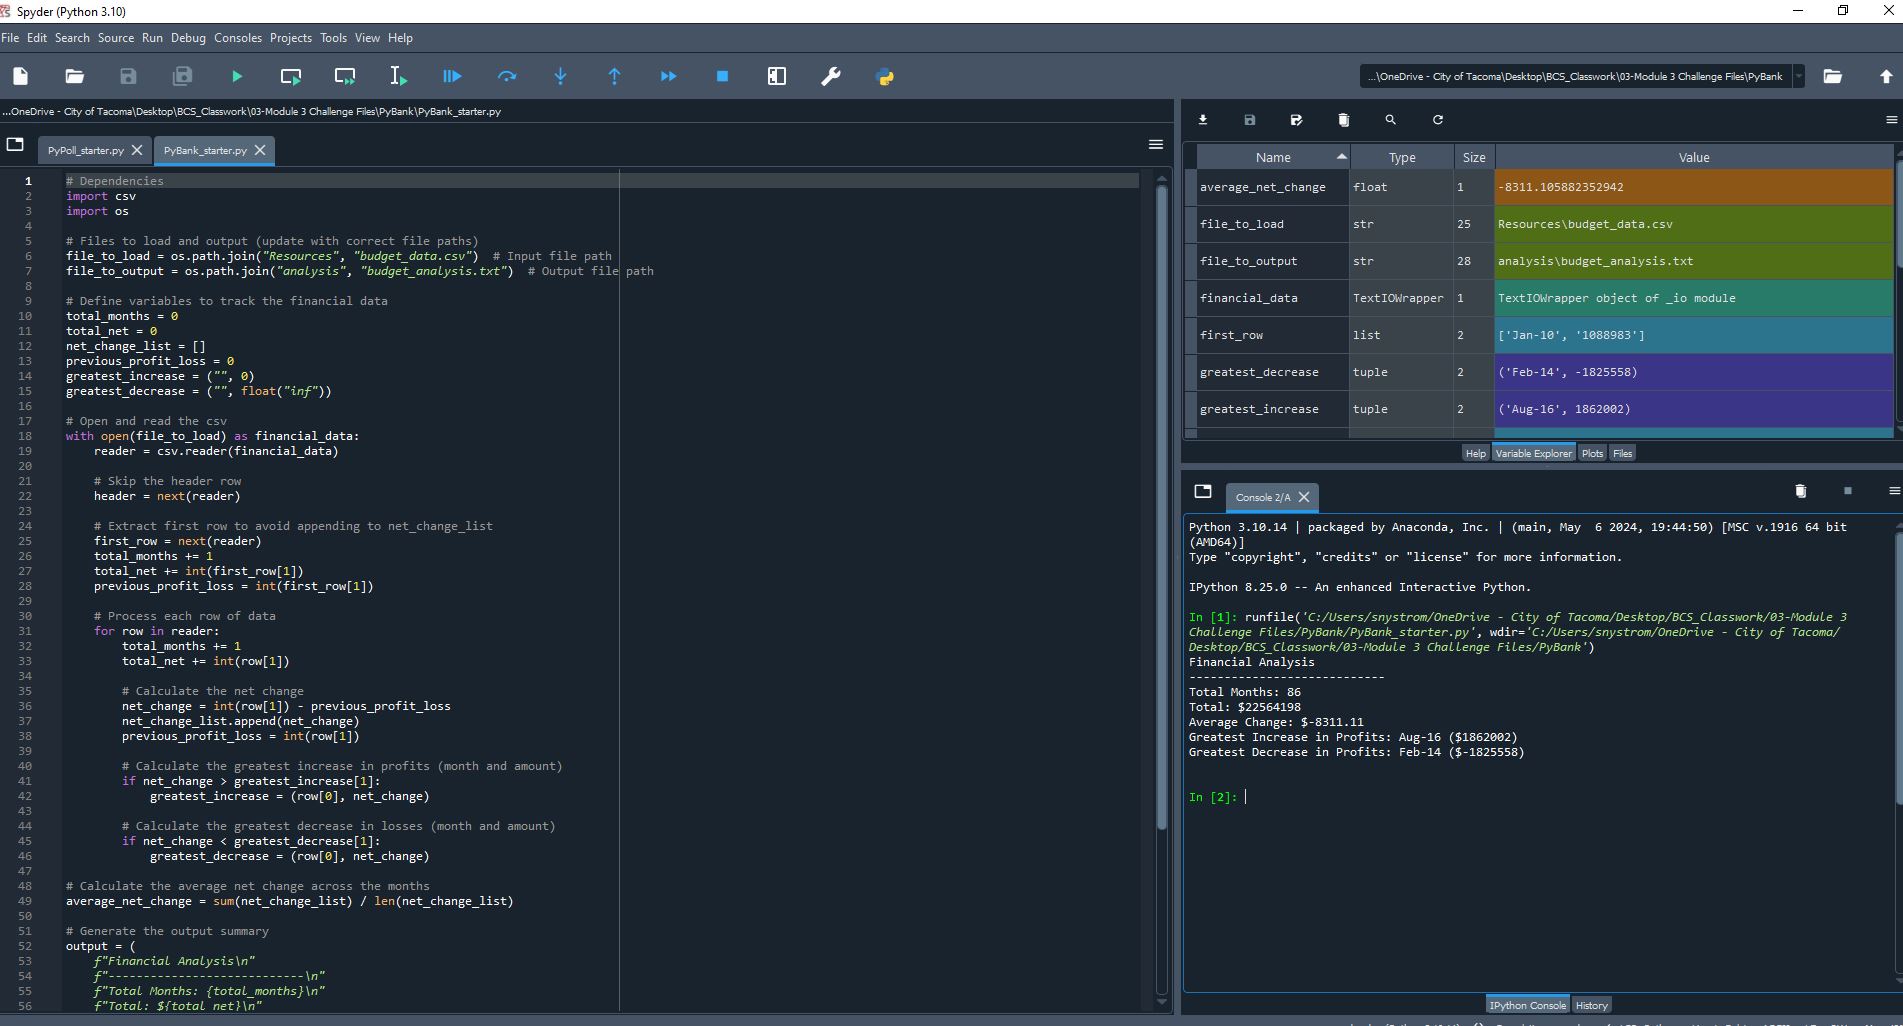 Spyder (Python 3.10)
File Edit Search Source Run Debug Consoles Projects Tools View Help
...\OneDrive - City of Tacoma\Desktop\BCS_Classwork\03-Module 3 Challenge Files\PyBank
...OneDrive - City of Tacoma\Desktop\BCS_Classwork\03-Module 3 Challenge Files\PyBank\PyBank_starter.py
PyPoll_starter.py PyBank_starter.py
1 # Dependencies
2 import csv
3 import os
4
5 # Files to load and output (update with correct file paths)
6 file_to_load = os.path.join("Resources", "budget_data.csv")  # Input file path
7 file_to_output = os.path.join("analysis", "budget_analysis.txt")  # Output file path
8
9 # Define variables to track the financial data
10 total_months = 0
11 total_net = 0
12 net_change_list = []
13 previous_profit_loss = 0
14 greatest_increase = ("", 0)
15 greatest_decrease = ("", float("inf"))
16
17 # Open and read the csv
18 with open(file_to_load) as financial_data:
19     reader = csv.reader(financial_data)
20
21     # Skip the header row
22     header = next(reader)
23
24     # Extract first row to avoid appending to net_change_list
25     first_row = next(reader)
26     total_months += 1
27     total_net += int(first_row[1])
28     previous_profit_loss = int(first_row[1])
29
30     # Process each row of data
31     for row in reader:
32         total_months += 1
33         total_net += int(row[1])
34
35         # Calculate the net change
36         net_change = int(row[1]) - previous_profit_loss
37         net_change_list.append(net_change)
38         previous_profit_loss = int(row[1])
39
40         # Calculate the greatest increase in profits (month and amount)
41         if net_change > greatest_increase[1]:
42             greatest_increase = (row[0], net_change)
43
44         # Calculate the greatest decrease in losses (month and amount)
45         if net_change < greatest_decrease[1]:
46             greatest_decrease = (row[0], net_change)
47
48 # Calculate the average net change across the months
49 average_net_change = sum(net_change_list) / len(net_change_list)
50
51 # Generate the output summary
52 output = (
53     f"Financial Analysis\n"
54     f"----------------------------\n"
55     f"Total Months: {total_months}\n"
56     f"Total: ${total_net}\n"
Name Type Size Value
average_net_change float 1 -8311.105882352942
file_to_load str 25 Resources\budget_data.csv
file_to_output str 28 analysis\budget_analysis.txt
financial_data TextIOWrapper 1 TextIOWrapper object of _io module
first_row list 2 ['Jan-10', '1088983']
greatest_decrease tuple 2 ('Feb-14', -1825558)
greatest_increase tuple 2 ('Aug-16', 1862002)
Help Variable Explorer Plots Files
Console 2/A
Python 3.10.14 | packaged by Anaconda, Inc. | (main, May  6 2024, 19:44:50) [MSC v.1916 64 bit
(AMD64)]
Type "copyright", "credits" or "license" for more information.
IPython 8.25.0 -- An enhanced Interactive Python.
In [1]: runfile('C:/Users/snystrom/OneDrive - City of Tacoma/Desktop/BCS_Classwork/03-Module 3
Challenge Files/PyBank/PyBank_starter.py', wdir='C:/Users/snystrom/OneDrive - City of Tacoma/
Desktop/BCS_Classwork/03-Module 3 Challenge Files/PyBank')
Financial Analysis
----------------------------
Total Months: 86
Total: $22564198
Average Change: $-8311.11
Greatest Increase in Profits: Aug-16 ($1862002)
Greatest Decrease in Profits: Feb-14 ($-1825558)
In [2]:
IPython Console History